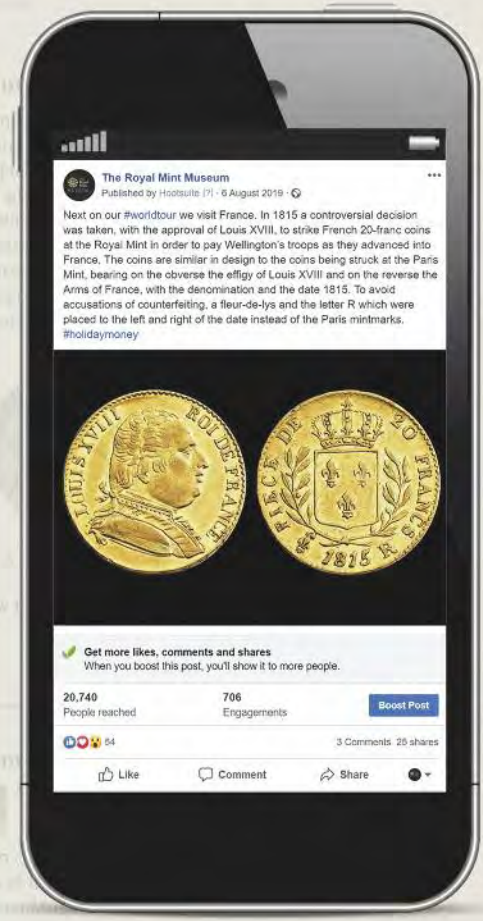 The Royal Mint Museum
Published by Hootsuite [?] · 6 August 2019 ·
Next on our #worldtour we visit France. In 1815 a controversial decision
was taken, with the approval of Louis XVIII, to strike French 20-franc coins
at the Royal Mint in order to pay Wellington's troops as they advanced into
France. The coins are similar in design to the coins being struck at the Paris
Mint, bearing on the obverse the effigy of Louis XVIII and on the reverse the
Arms of France, with the denomination and the date 1815. To avoid
accusations of counterfeiting, a fleur-de-lys and the letter R which were
placed to the left and right of the date instead of the Paris mintmarks.
#holidaymoney
LOUIS XVIII ROI DE FRANCE
PIECE DE 20 FRANCS
1815 R
Get more likes, comments and shares
When you boost this post, you'll show it to more people.
20,740 706
People reached Engagements Boost Post
64 3 Comments 25 shares
Like Comment Share